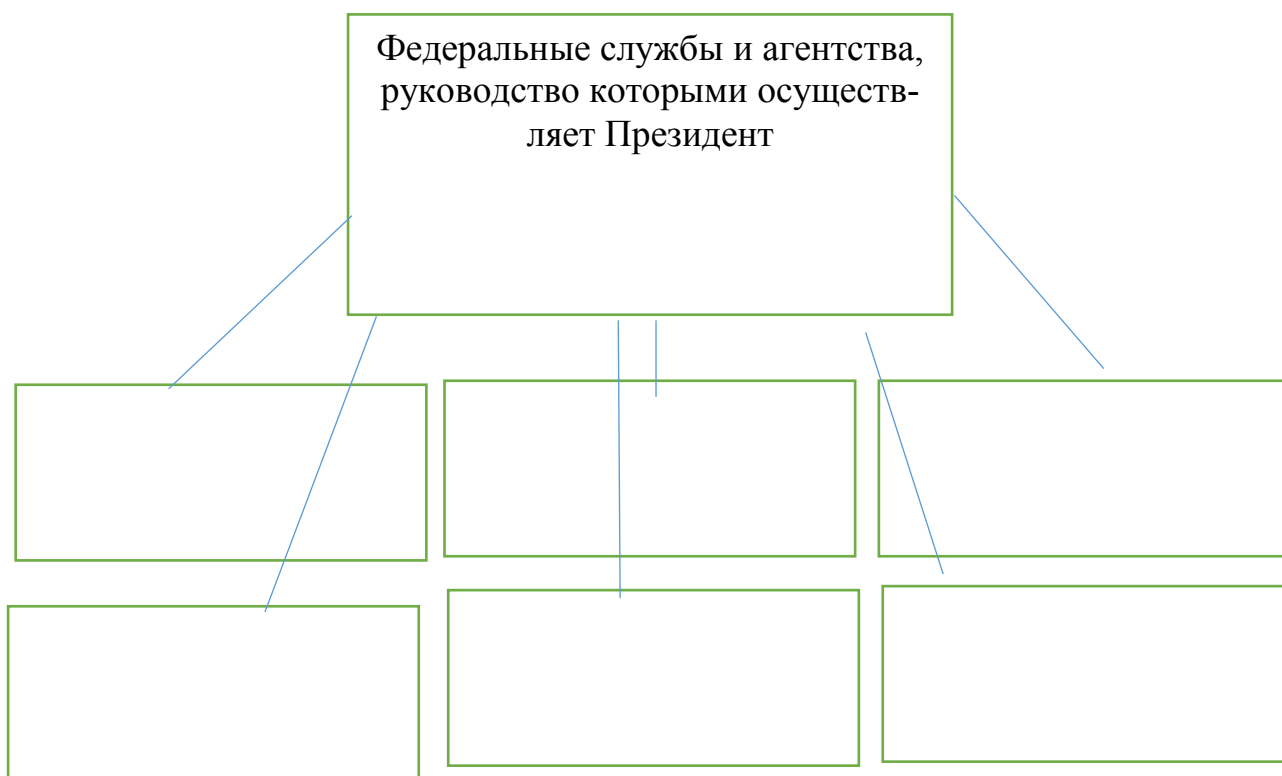 Федеральные службы и агентства,
руководство которыми осуществ-
ляет Президент